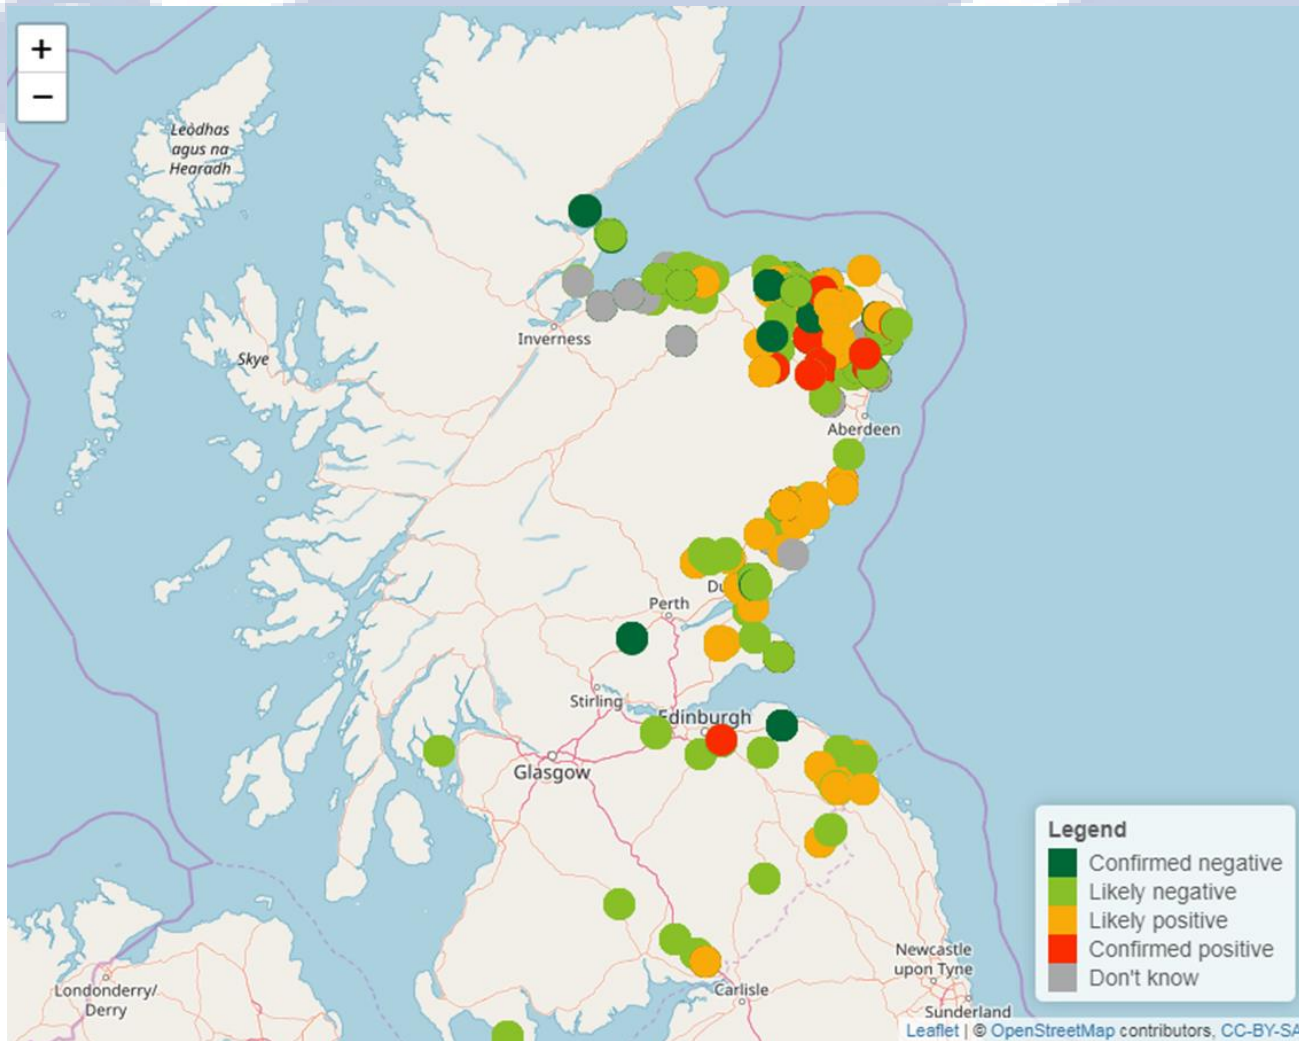 +
−
Leòdhas
agus na
Hearadh
Skye
Inverness
Aberdeen
Du
Perth
Stirling
Edinburgh
Glasgow
Legend
Confirmed negative
Likely negative
Likely positive
Confirmed positive
Don't know
Newcastle
upon Tyne
Londonderry/
Derry
Carlisle
Sunderland
Leaflet | © OpenStreetMap contributors, CC-BY-SA